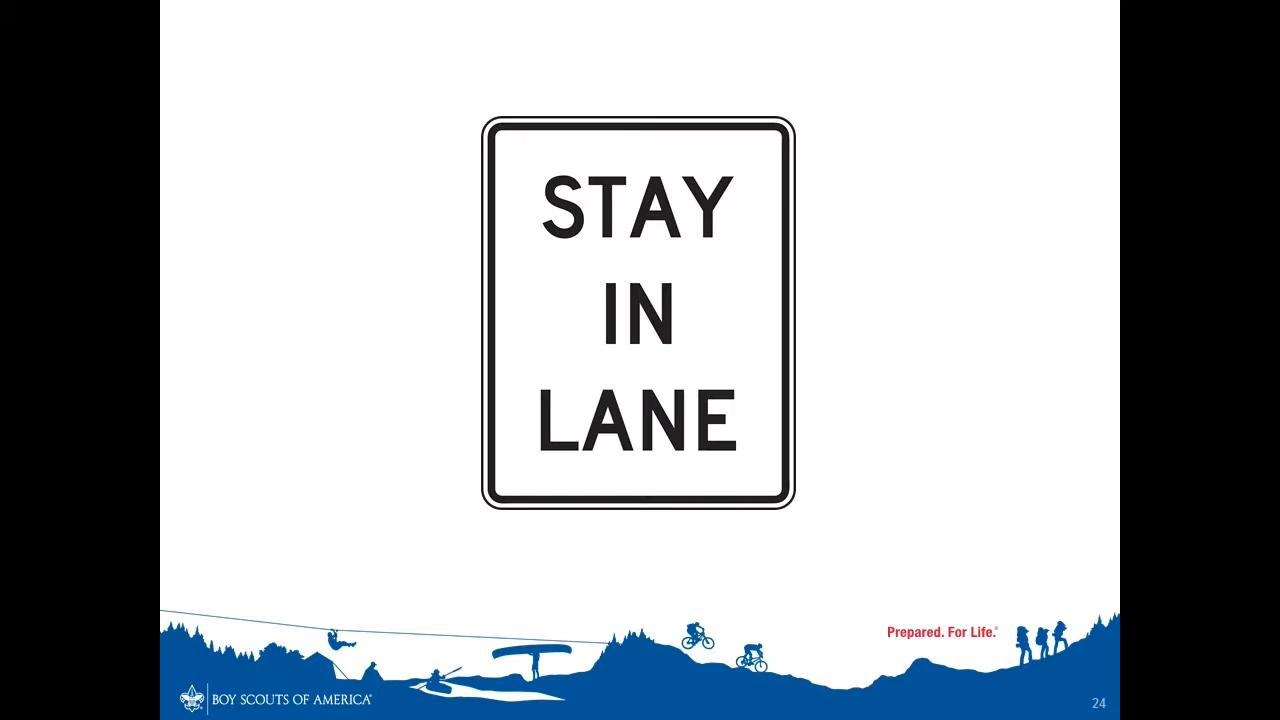 STAY
IN
LANE
Prepared. For Life.®
BOY SCOUTS OF AMERICA®
24